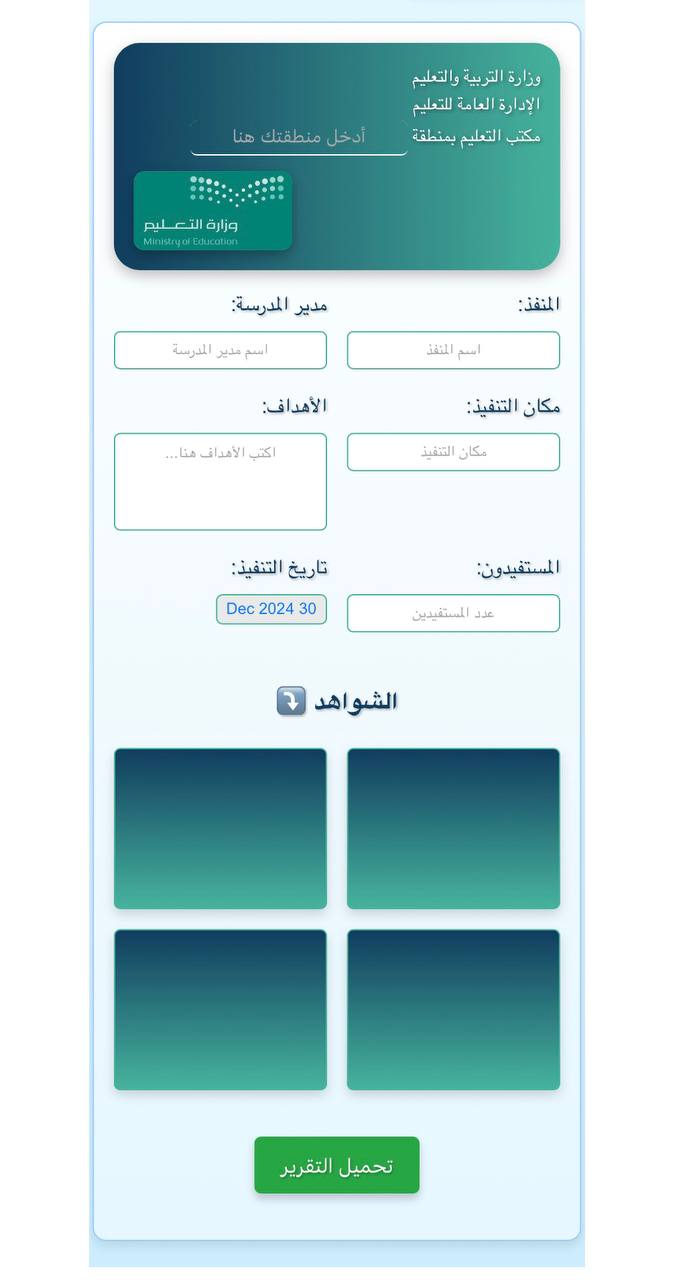 وزارة التربية والتعليم
الإدارة العامة للتعليم
مكتب التعليم بمنطقة أدخل منطقتك هنا
وزارة التعـــليم
Ministry of Education
المنفذ:
اسم المنفذ
مدير المدرسة:
اسم مدير المدرسة
مكان التنفيذ:
مكان التنفيذ
الأهداف:
اكتب الأهداف هنا...
المستفيدون:
عدد المستفيدين
تاريخ التنفيذ:
30 Dec 2024
الشواهد ⤵️
تحميل التقرير